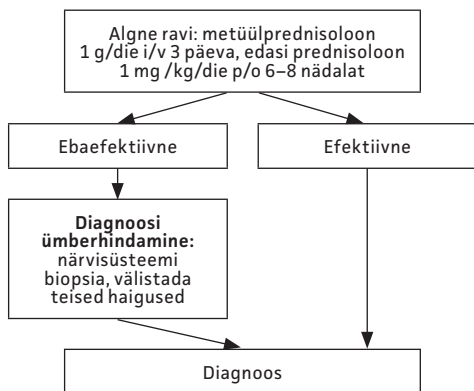 Algne ravi: metüülprednisoloon
1 g/die i/v 3 päeva, edasi prednisoloon
1 mg /kg/die p/o 6–8 nädalat
Ebaefektiivne
Efektiivne
Diagnoosi
ümberhindamine:
närvisüsteemi
biopsia, välistada
teised haigused
Diagnoos